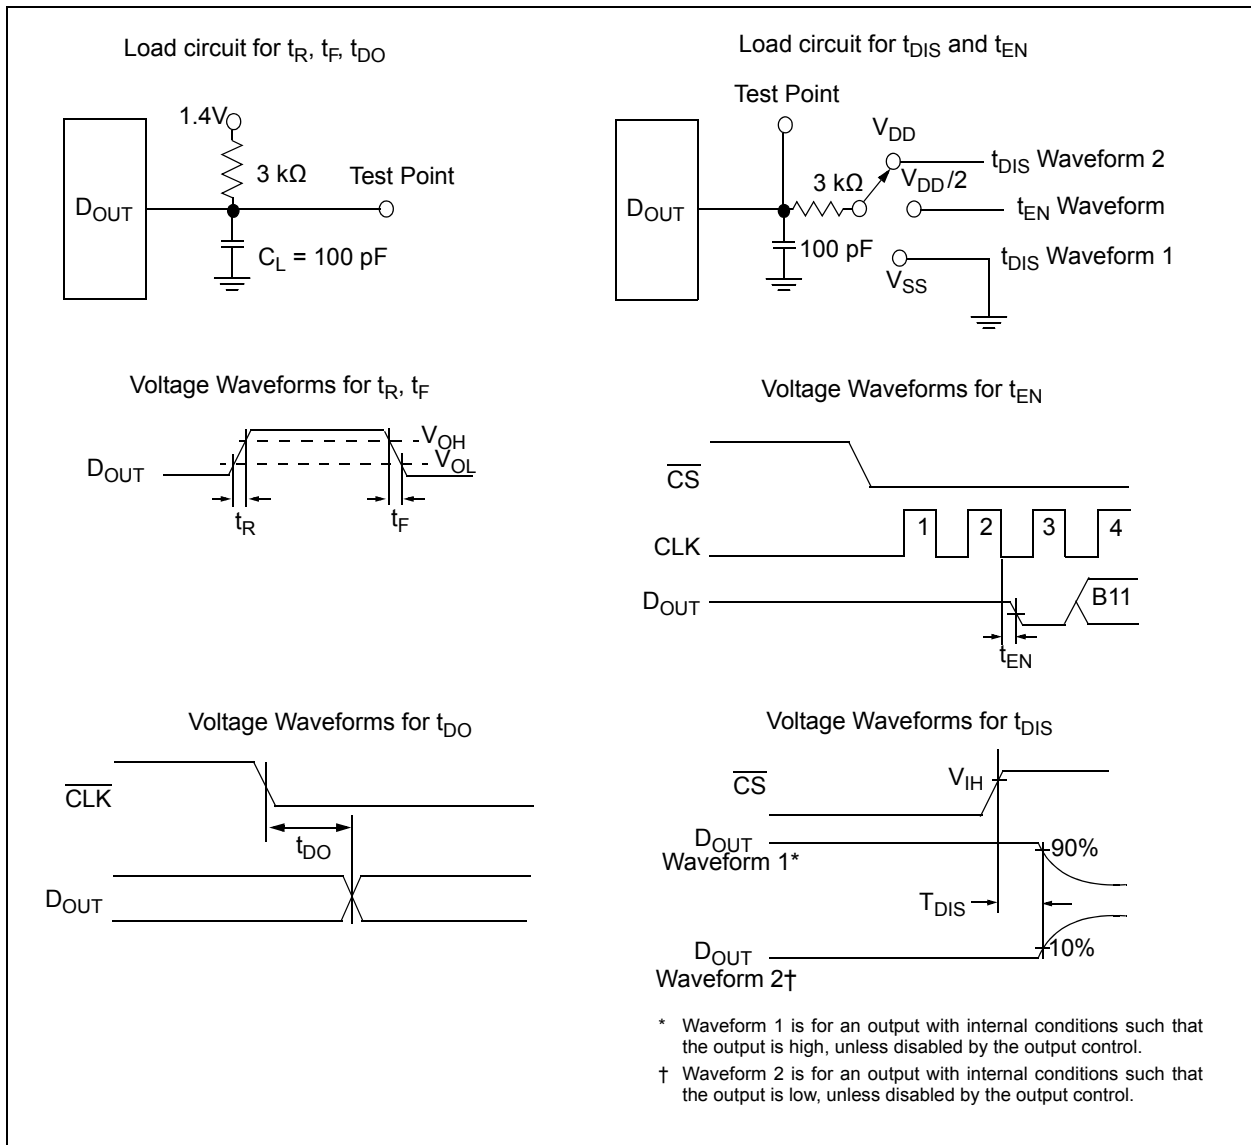 Load circuit for tR, tF, tDO
1.4V
3 kΩ
Test Point
DOUT
CL = 100 pF
Load circuit for tDIS and tEN
Test Point
VDD
tDIS Waveform 2
3 kΩ
VDD/2
DOUT
tEN Waveform
100 pF
tDIS Waveform 1
VSS
Voltage Waveforms for tR, tF
VOH
VOL
DOUT
tR
tF
Voltage Waveforms for tEN
CS
1 2 3 4
CLK
DOUT
B11
tEN
Voltage Waveforms for tDO
CLK
tDO
DOUT
Voltage Waveforms for tDIS
VIH
CS
DOUT
Waveform 1*
90%
TDIS
DOUT
10%
Waveform 2†
* Waveform 1 is for an output with internal conditions such that
the output is high, unless disabled by the output control.
† Waveform 2 is for an output with internal conditions such that
the output is low, unless disabled by the output control.